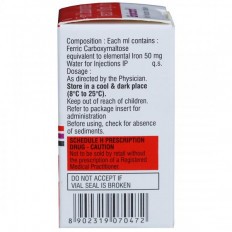 Composition : Each ml contains :
Ferric Carboxymaltose
equivalent to elemental Iron 50 mg
Water for Injections IP q.s.
Dosage :
As directed by the Physician.
Store in a cool & dark place
(8°C to 25°C).
Keep out of reach of children.
Refer to package insert for
administration
Before using, check for absence
of sediments.
SCHEDULE H PRESCRIPTION
DRUG - CAUTION
Not to be sold by retail without
the prescription of a Registered
Medical Practitioner
DO NOT ACCEPT IF
VIAL SEAL IS BROKEN
8 902319 070472